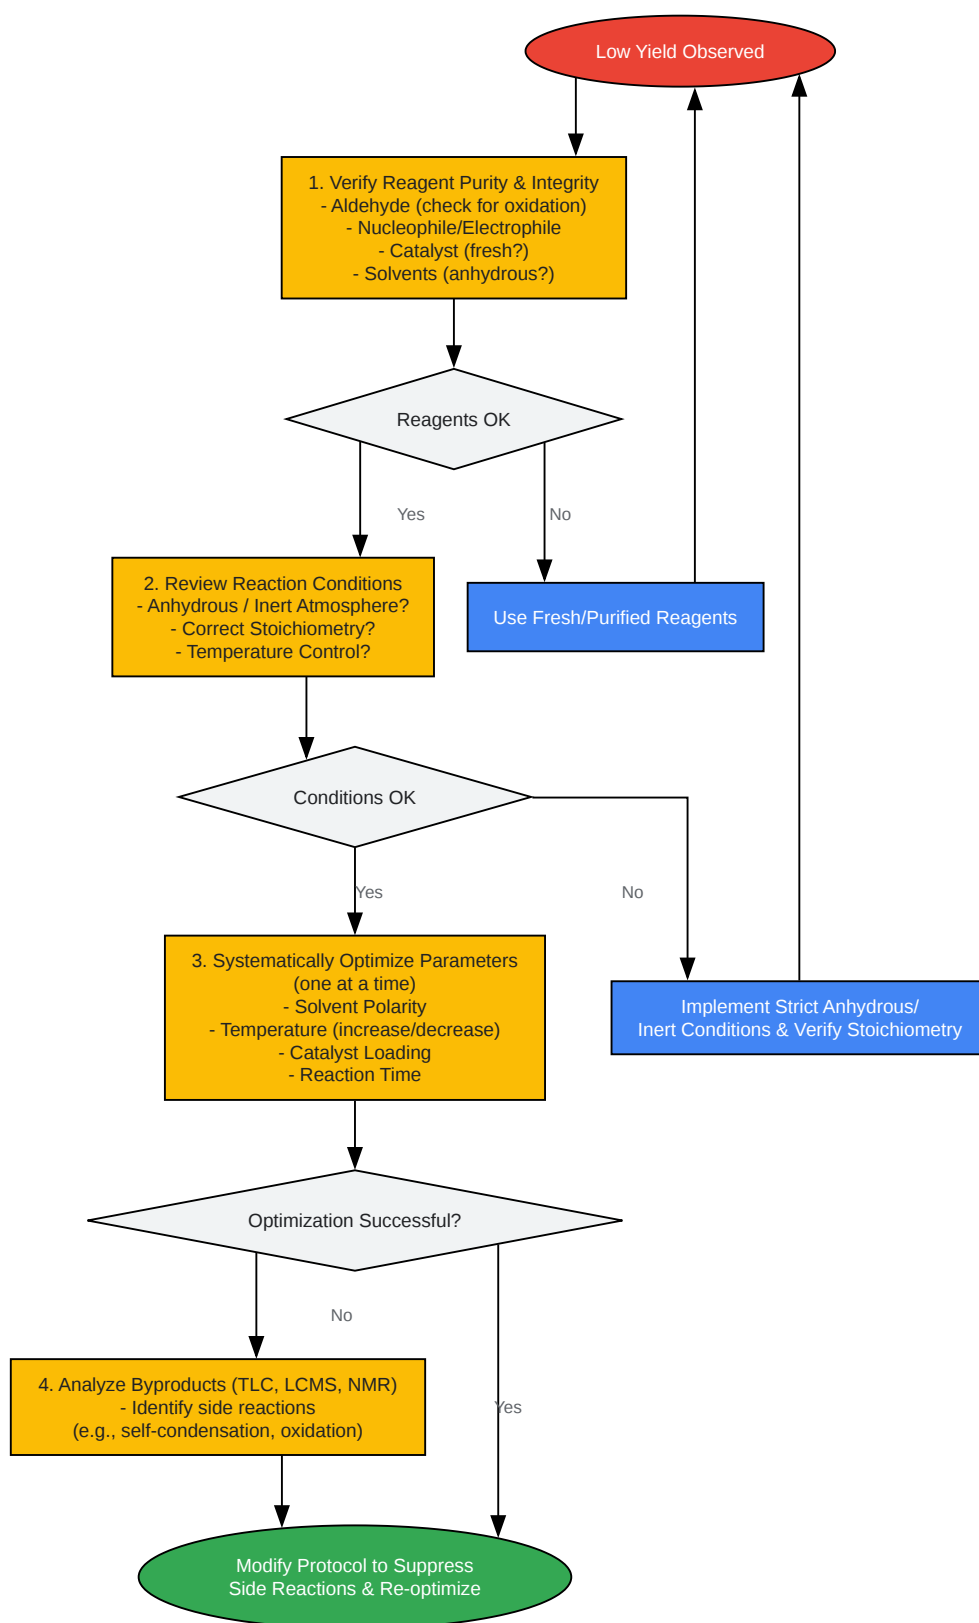 Low Yield Observed
1. Verify Reagent Purity & Integrity
- Aldehyde (check for oxidation)
- Nucleophile/Electrophile
- Catalyst (fresh?)
- Solvents (anhydrous?)
Reagents OK
Yes
No
2. Review Reaction Conditions
- Anhydrous / Inert Atmosphere?
- Correct Stoichiometry?
- Temperature Control?
Use Fresh/Purified Reagents
Conditions OK
Yes
No
3. Systematically Optimize Parameters
(one at a time)
- Solvent Polarity
- Temperature (increase/decrease)
- Catalyst Loading
- Reaction Time
Implement Strict Anhydrous/
Inert Conditions & Verify Stoichiometry
Optimization Successful?
No
Yes
4. Analyze Byproducts (TLC, LCMS, NMR)
- Identify side reactions
(e.g., self-condensation, oxidation)
Modify Protocol to Suppress
Side Reactions & Re-optimize